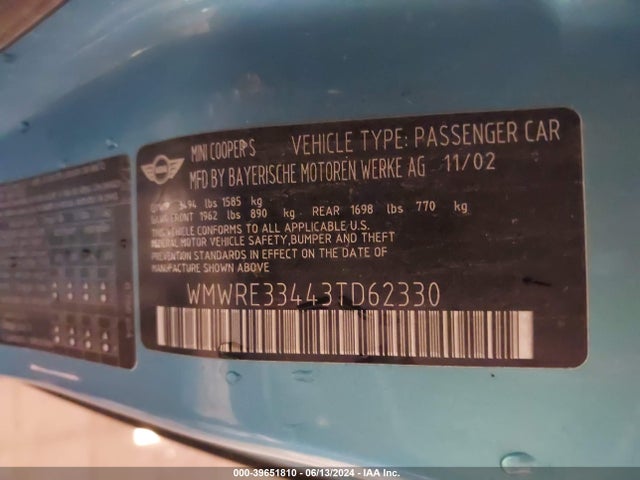 MINI COOPER S VEHICLE TYPE: PASSENGER CAR
MFD BY BAYERISCHE MOTOREN WERKE AG 11/02
GVWR 3494 lbs 1585 kg
GAWR FRONT 1962 lbs 890 kg REAR 1698 lbs 770 kg
THIS VEHICLE CONFORMS TO ALL APPLICABLE U.S.
FEDERAL MOTOR VEHICLE SAFETY,BUMPER AND THEFT
PREVENTION STANDARDS IN EFFECT ON THE DATE OF
MANUFACTURE SHOWN ABOVE
WMWRE33443TD62330
000-39651810 - 06/13/2024 - IAA Inc.